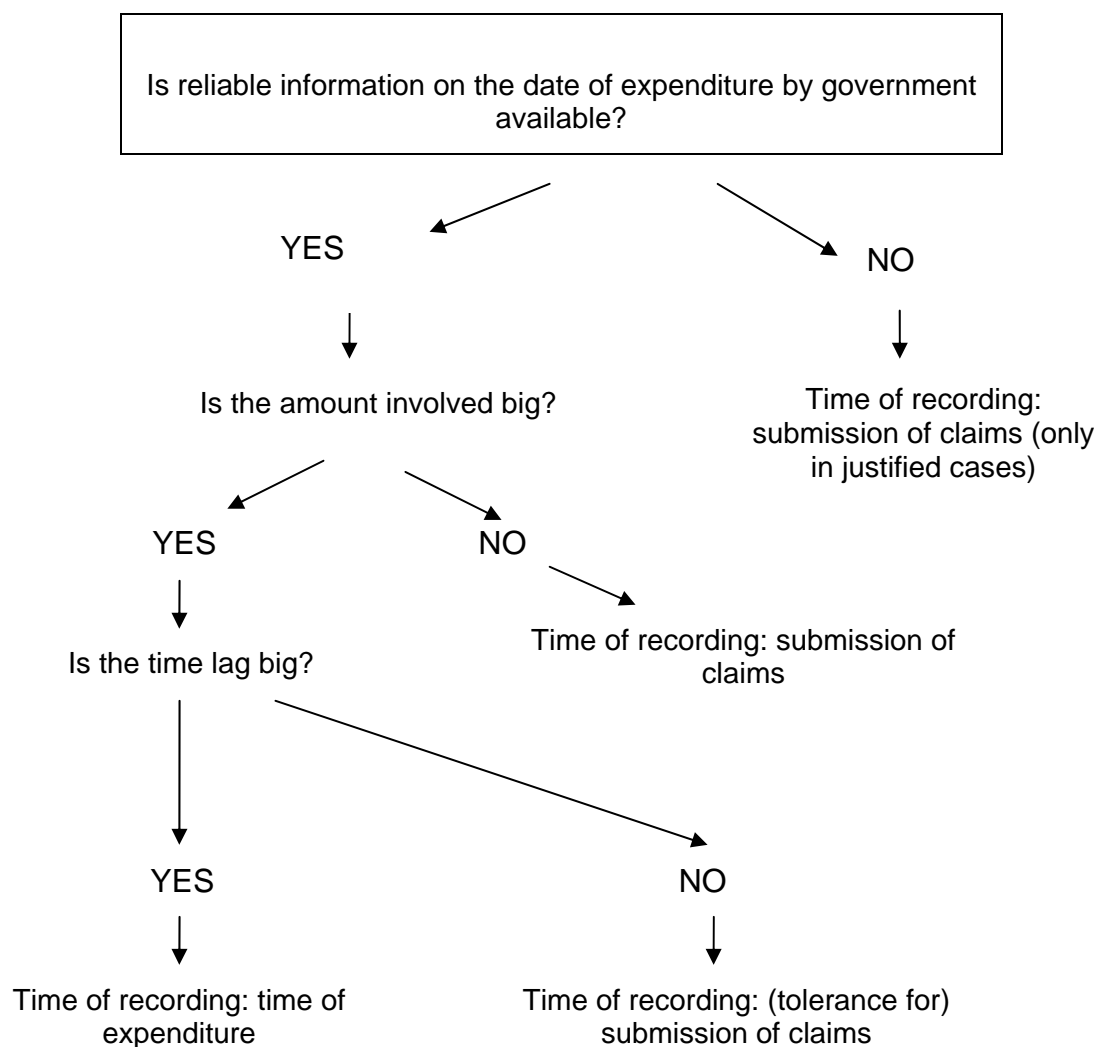 Is reliable information on the date of expenditure by government
available?
YES
NO
Is the amount involved big?
Time of recording:
submission of claims (only
in justified cases)
YES
NO
Time of recording: submission of
claims
Is the time lag big?
YES
NO
Time of recording: time of
expenditure
Time of recording: (tolerance for)
submission of claims